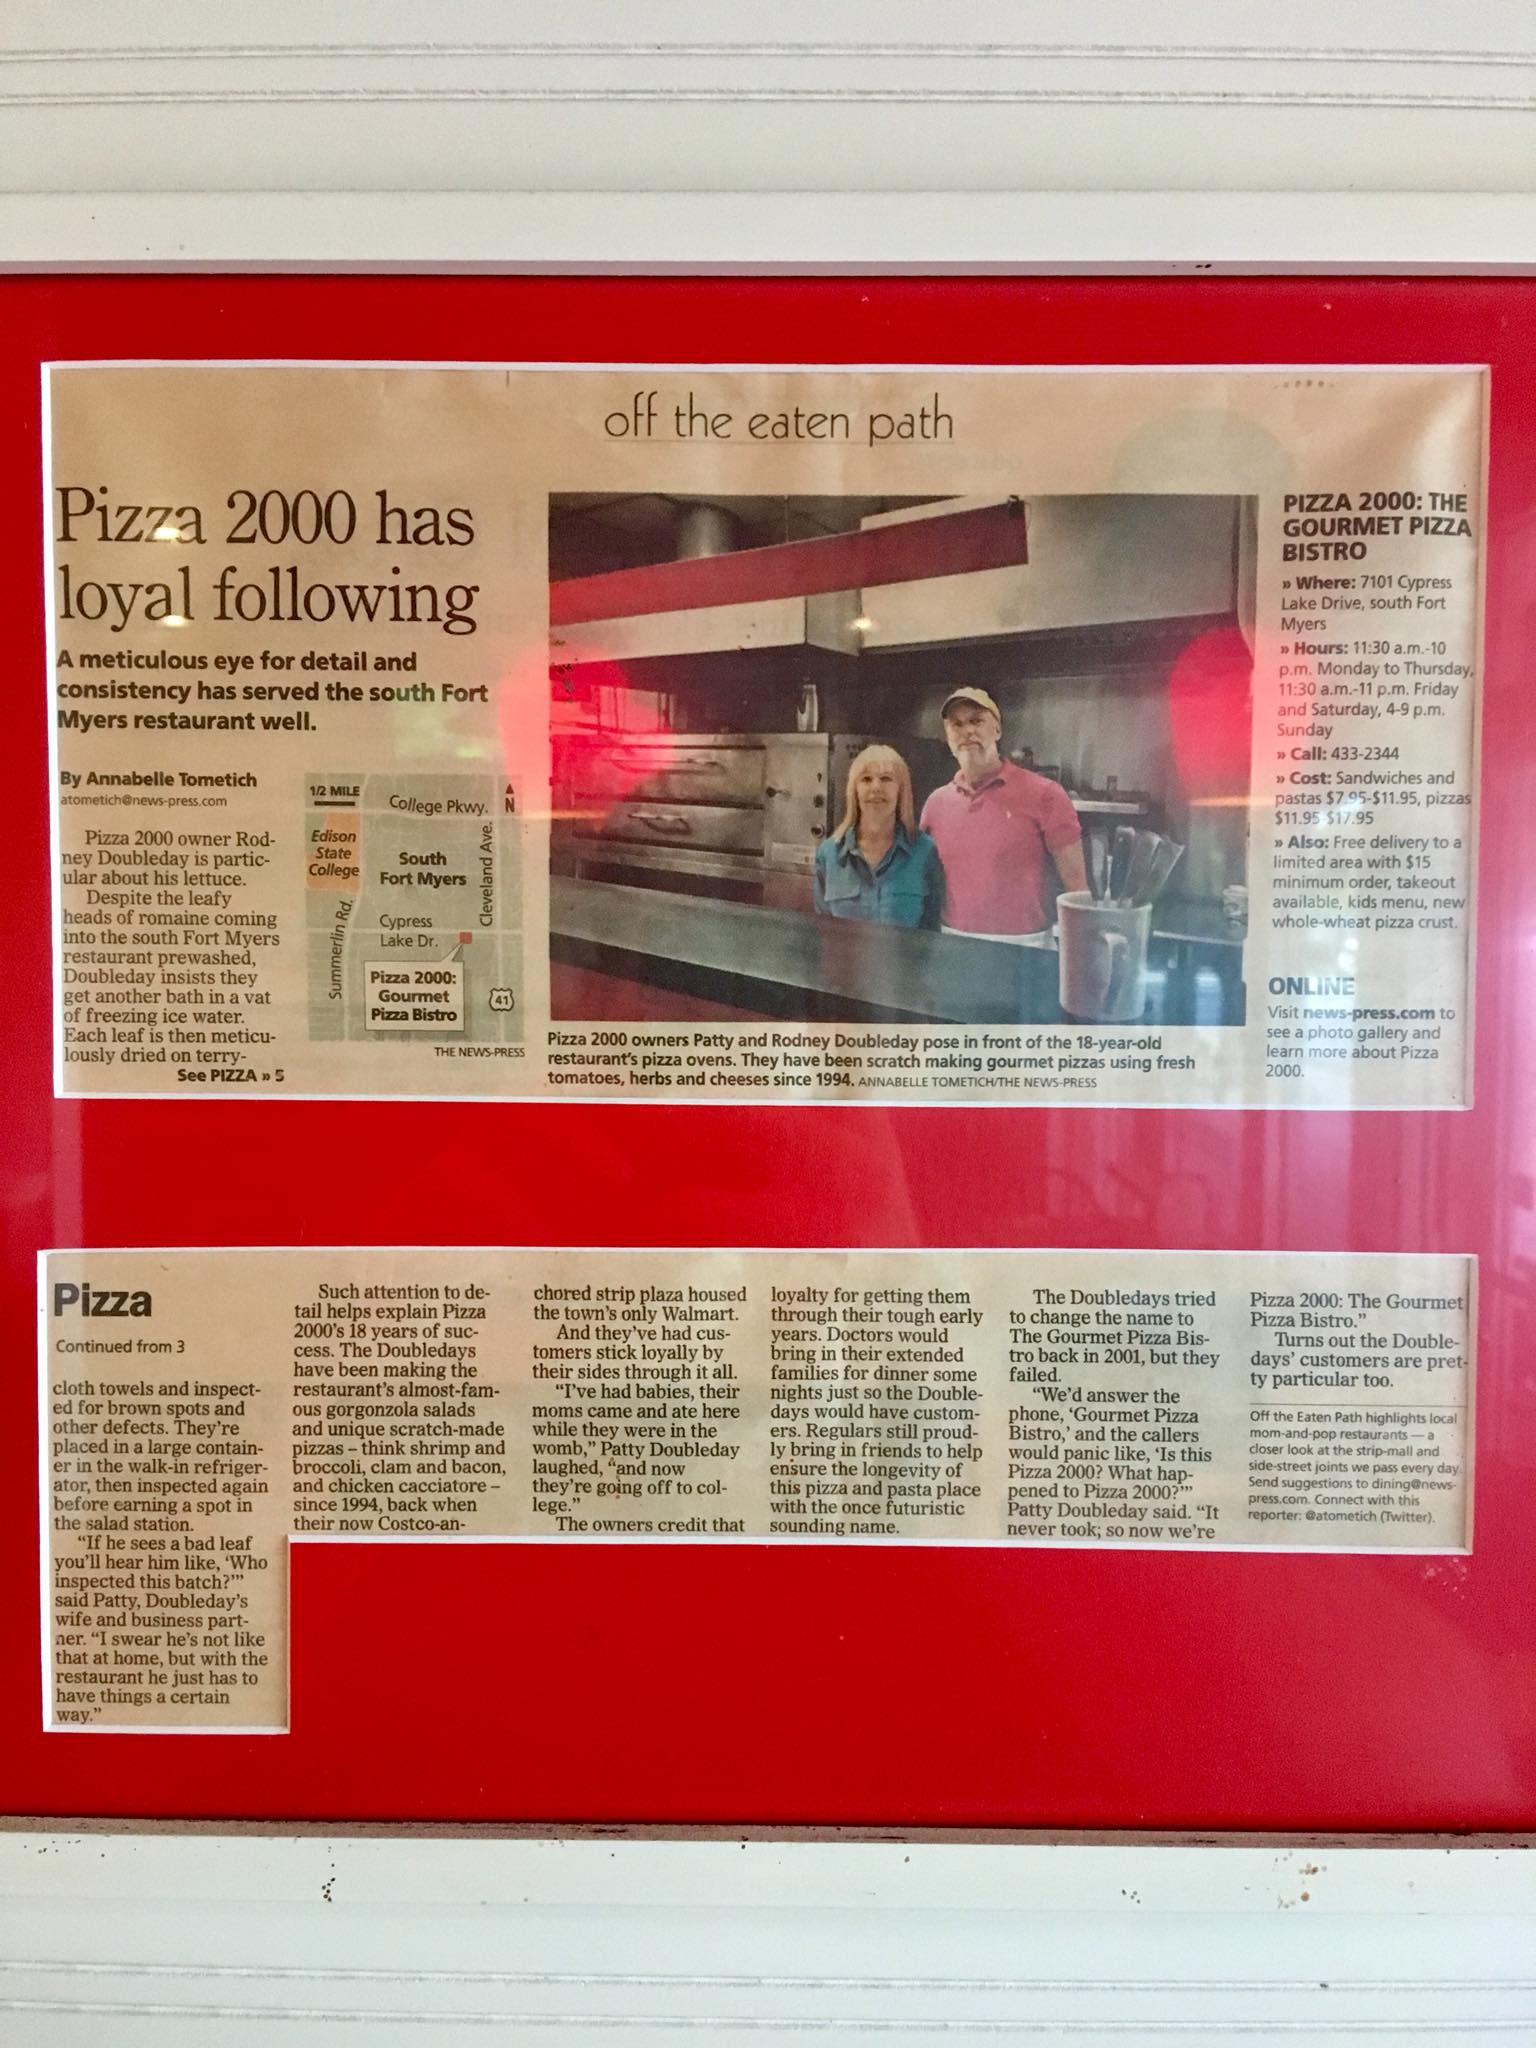 off the eaten path
Pizza 2000 has
loyal following
A meticulous eye for detail and
consistency has served the south Fort
Myers restaurant well.
By Annabelle Tometich
atometich@news-press.com
Pizza 2000 owner Rod-
ney Doubleday is partic-
ular about his lettuce.
Despite the leafy
heads of romaine coming
into the south Fort Myers
restaurant prewashed,
Doubleday insists they
get another bath in a vat
of freezing ice water.
Each leaf is then meticu-
lously dried on terry-
See PIZZA » 5
1/2 MILE
N
College Pkwy.
Edison
State
College
South
Fort Myers
Cleveland Ave.
Summerlin Rd.
Cypress
Lake Dr.
Pizza 2000:
Gourmet
Pizza Bistro
41
THE NEWS-PRESS
Pizza 2000 owners Patty and Rodney Doubleday pose in front of the 18-year-old
restaurant's pizza ovens. They have been scratch making gourmet pizzas using fresh
tomatoes, herbs and cheeses since 1994. ANNABELLE TOMETICH/THE NEWS-PRESS
PIZZA 2000: THE
GOURMET PIZZA
BISTRO
» Where: 7101 Cypress
Lake Drive, south Fort
Myers
» Hours: 11:30 a.m.-10
p.m. Monday to Thursday,
11:30 a.m.-11 p.m. Friday
and Saturday, 4-9 p.m.
Sunday
» Call: 433-2344
» Cost: Sandwiches and
pastas $7.95-$11.95, pizzas
$11.95-$17.95
» Also: Free delivery to a
limited area with $15
minimum order, takeout
available, kids menu, new
whole-wheat pizza crust.
ONLINE
Visit news-press.com to
see a photo gallery and
learn more about Pizza
2000.
Pizza
Continued from 3
cloth towels and inspect-
ed for brown spots and
other defects. They're
placed in a large contain-
er in the walk-in refriger-
ator, then inspected again
before earning a spot in
the salad station.
"If he sees a bad leaf
you'll hear him like, 'Who
inspected this batch?'"
said Patty, Doubleday's
wife and business part-
ner. "I swear he's not like
that at home, but with the
restaurant he just has to
have things a certain
way."
Such attention to de-
tail helps explain Pizza
2000's 18 years of suc-
cess. The Doubledays
have been making the
restaurant's almost-fam-
ous gorgonzola salads
and unique scratch-made
pizzas – think shrimp and
broccoli, clam and bacon,
and chicken cacciatore –
since 1994, back when
their now Costco-an-
chored strip plaza housed
the town's only Walmart.
And they've had cus-
tomers stick loyally by
their sides through it all.
"I've had babies, their
moms came and ate here
while they were in the
womb," Patty Doubleday
laughed, "and now
they're going off to col-
lege."
The owners credit that
loyalty for getting them
through their tough early
years. Doctors would
bring in their extended
families for dinner some
nights just so the Double-
days would have custom-
ers. Regulars still proud-
ly bring in friends to help
ensure the longevity of
this pizza and pasta place
with the once futuristic
sounding name.
The Doubledays tried
to change the name to
The Gourmet Pizza Bis-
tro back in 2001, but they
failed.
"We'd answer the
phone, 'Gourmet Pizza
Bistro,' and the callers
would panic like, 'Is this
Pizza 2000? What hap-
pened to Pizza 2000?'"
Patty Doubleday said. "It
never took; so now we're
Pizza 2000: The Gourmet
Pizza Bistro."
Turns out the Double-
days' customers are pret-
ty particular too.
Off the Eaten Path highlights local
mom-and-pop restaurants — a
closer look at the strip-mall and
side-street joints we pass every day.
Send suggestions to dining@news-
press.com. Connect with this
reporter: @atometich (Twitter).